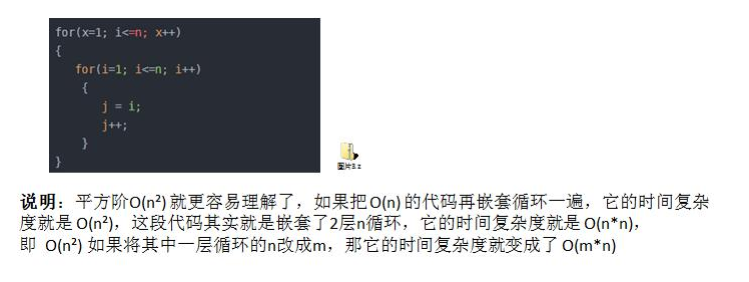 for(x=1; i<=n; x++)
{
for(i=1; i<=n; i++)
{
j = i;
j++;
}
}
说明：平方阶O(n²) 就更容易理解了，如果把 O(n) 的代码再嵌套循环一遍，它的时间复杂
度就是 O(n²)，这段代码其实就是嵌套了2层n循环，它的时间复杂度就是 O(n*n)，
即 O(n²) 如果将其中一层循环的n改成m，那它的时间复杂度就变成了 O(m*n)